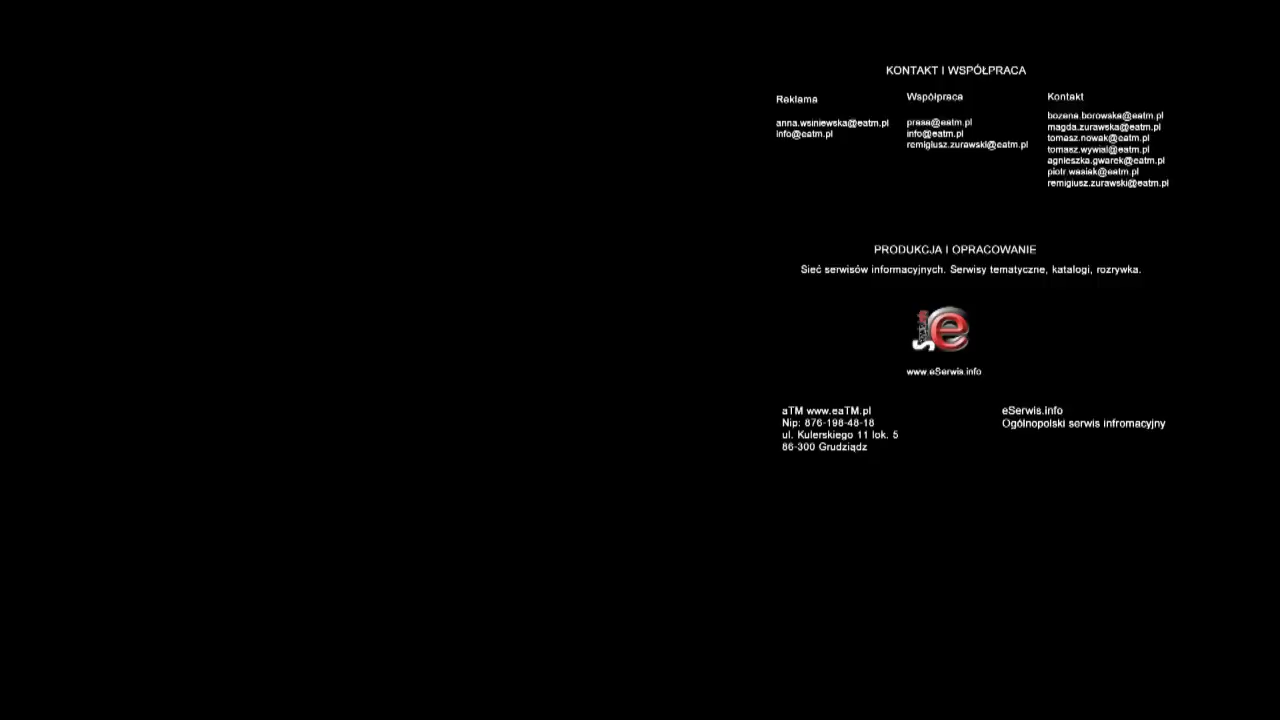 KONTAKT I WSPÓŁPRACA
Reklama
anna.wsiniewska@eatm.pl
info@eatm.pl
Współpraca
prasa@eatm.pl
info@eatm.pl
remigiusz.zurawski@eatm.pl
Kontakt
bozena.borowska@eatm.pl
magda.zurawska@eatm.pl
tomasz.nowak@eatm.pl
tomasz.wywial@eatm.pl
agnieszka.gwarek@eatm.pl
piotr.wasiak@eatm.pl
remigiusz.zurawski@eatm.pl
PRODUKCJA I OPRACOWANIE
Sieć serwisów informacyjnych. Serwisy tematyczne, katalogi, rozrywka.
e
www.eSerwis.info
aTM www.eaTM.pl
Nip: 876-198-48-18
ul. Kulerskiego 11 lok. 5
86-300 Grudziądz
eSerwis.info
Ogólnopolski serwis infromacyjny